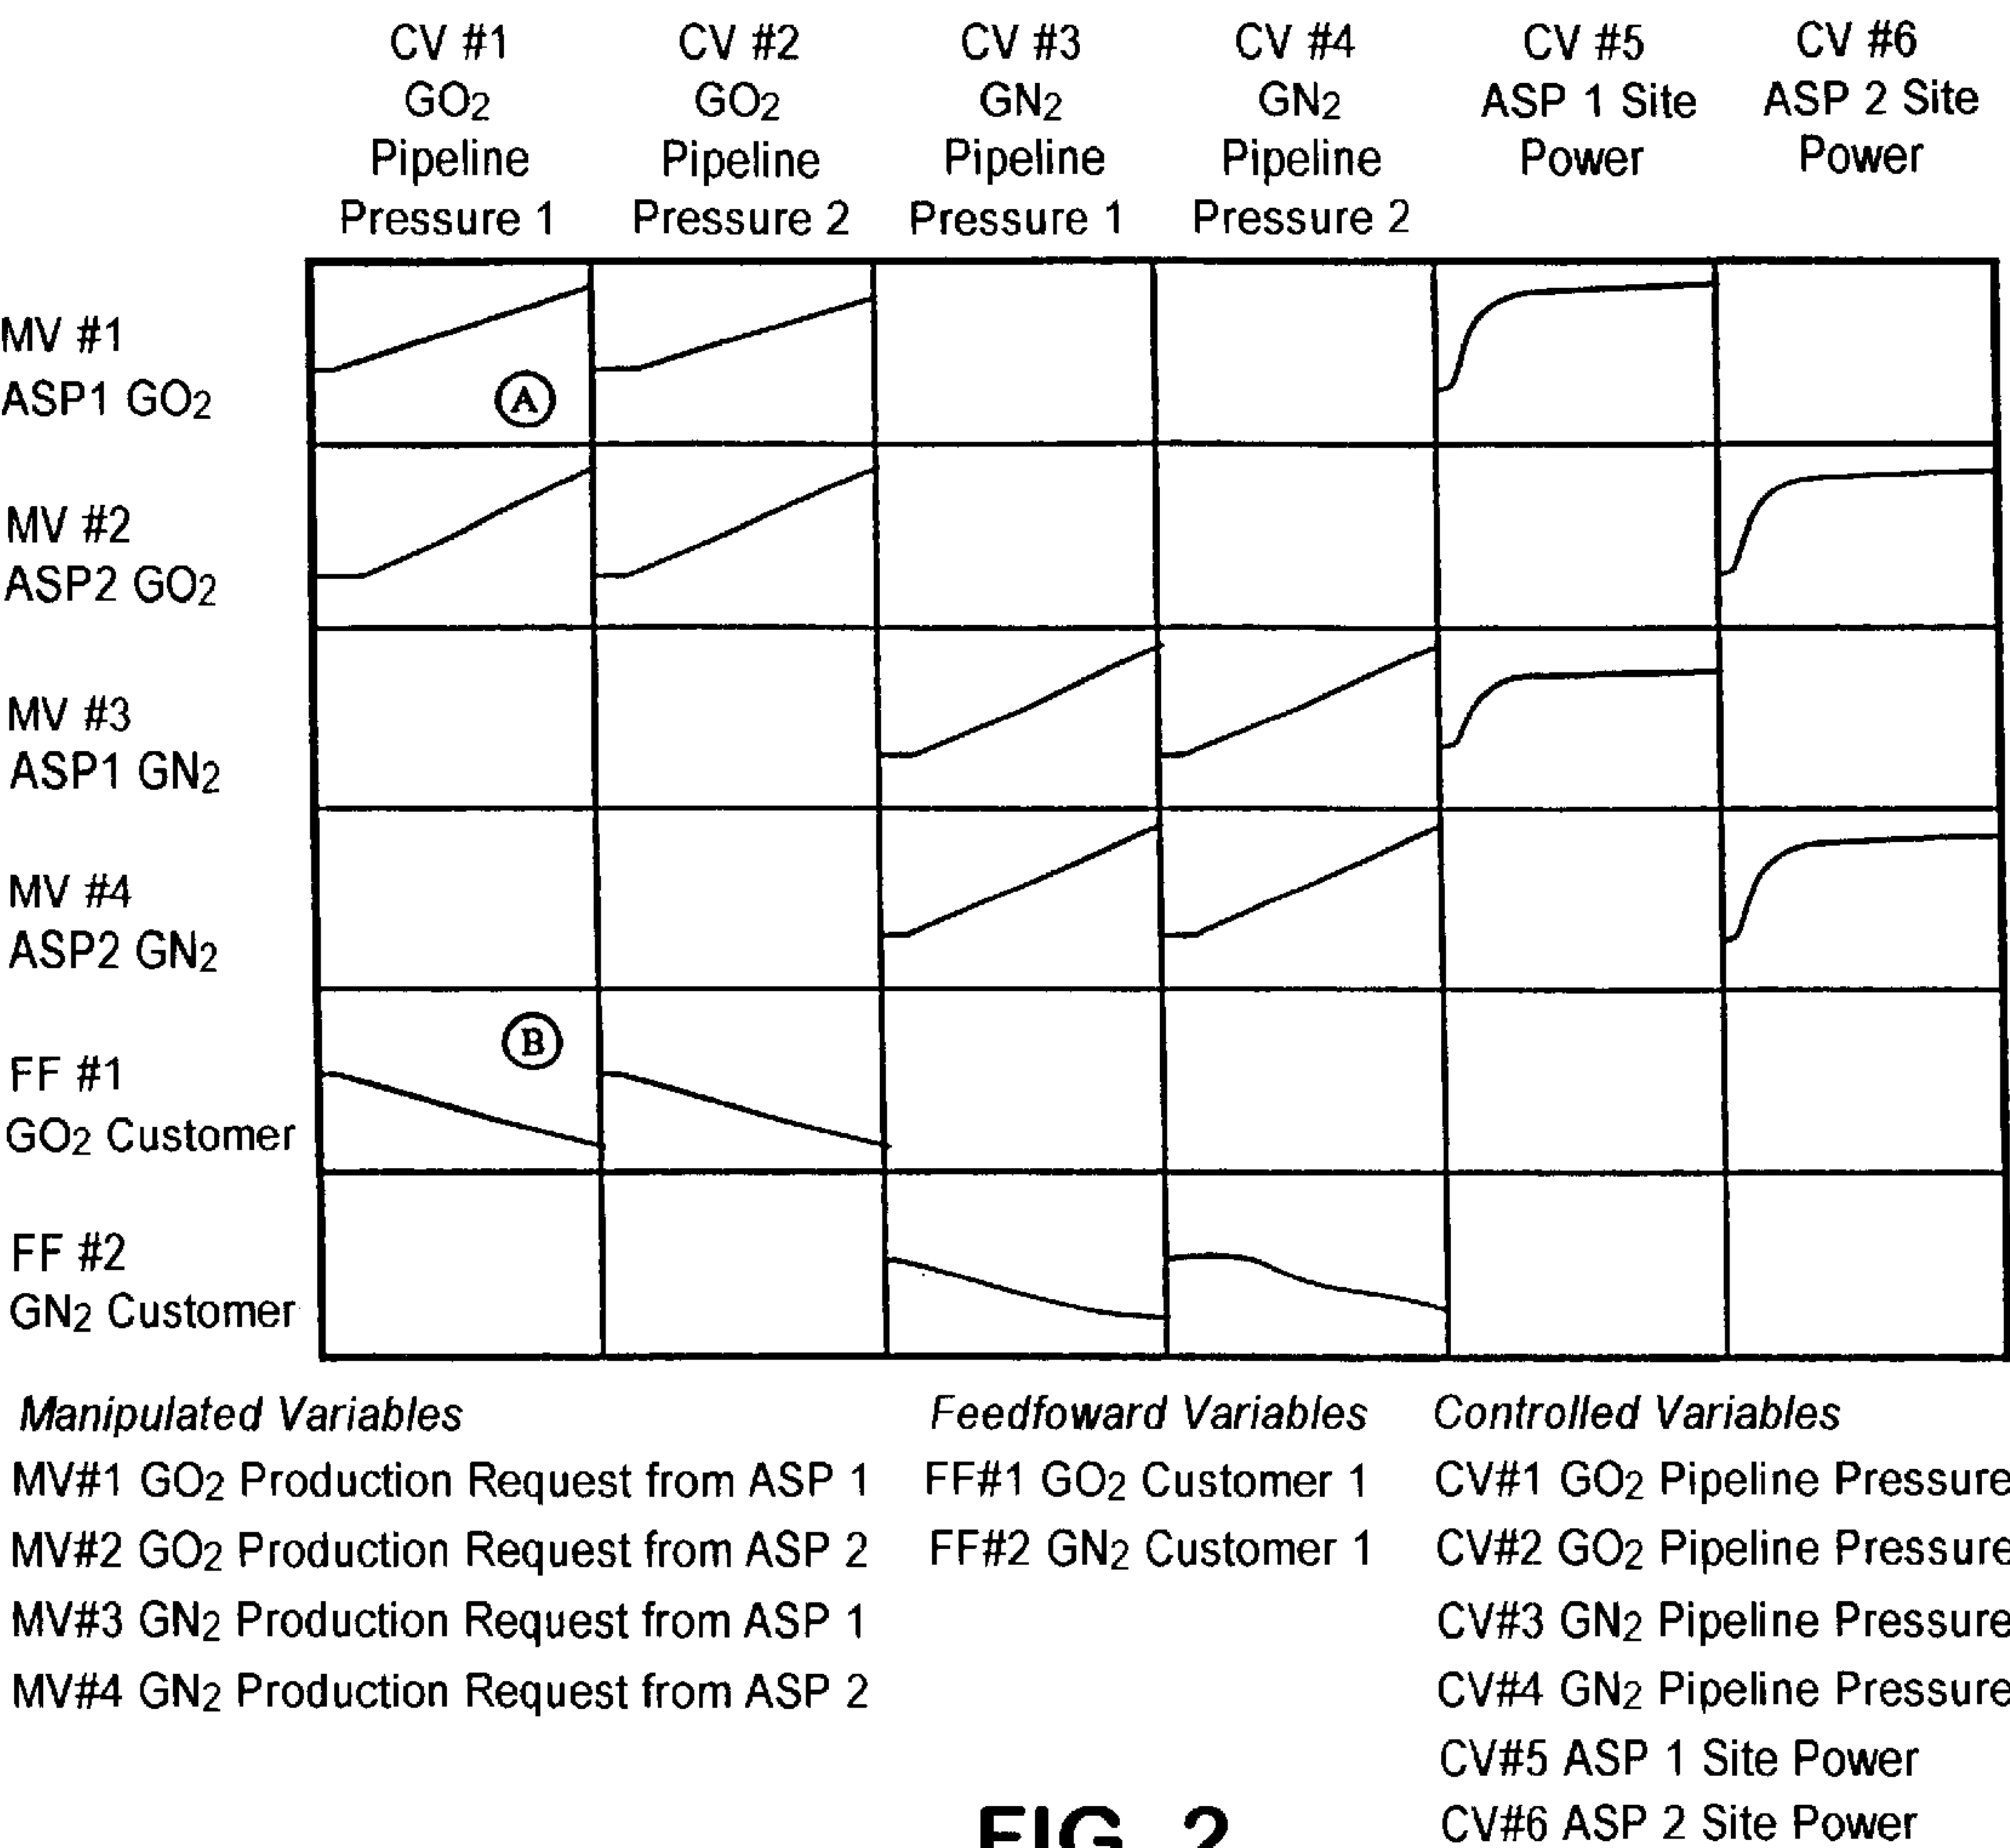 CV #1
GO2
Pipeline
Pressure 1
CV #2
GO2
Pipeline
Pressure 2
CV #3
GN2
Pipeline
Pressure 1
CV #4
GN2
Pipeline
Pressure 2
CV #5
ASP 1 Site
Power
CV #6
ASP 2 Site
Power
MV #1
ASP1 GO2
A
MV #2
ASP2 GO2
MV #3
ASP1 GN2
MV #4
ASP2 GN2
FF #1
GO2 Customer
B
FF #2
GN2 Customer
Manipulated Variables
MV#1 GO2 Production Request from ASP 1
MV#2 GO2 Production Request from ASP 2
MV#3 GN2 Production Request from ASP 1
MV#4 GN2 Production Request from ASP 2
Feedfoward Variables
FF#1 GO2 Customer 1
FF#2 GN2 Customer 1
Controlled Variables
CV#1 GO2 Pipeline Pressure
CV#2 GO2 Pipeline Pressure
CV#3 GN2 Pipeline Pressure
CV#4 GN2 Pipeline Pressure
CV#5 ASP 1 Site Power
CV#6 ASP 2 Site Power
FIG. 2